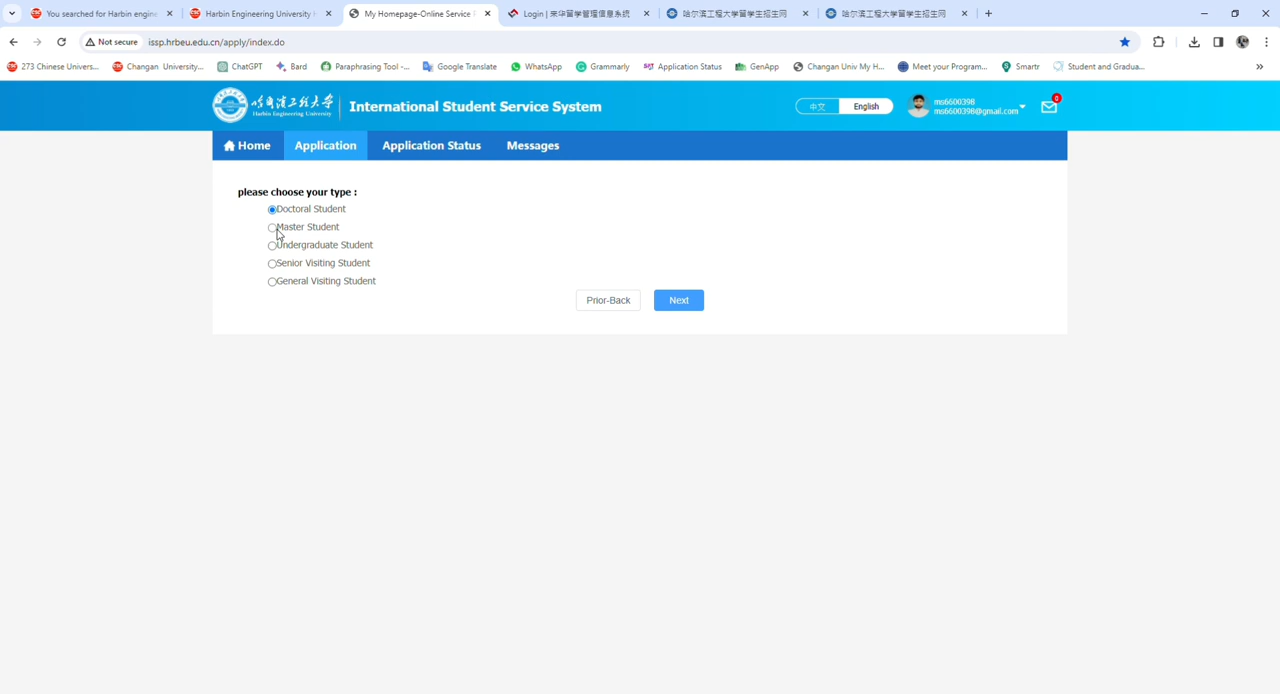 You searched for Harbin engine
Harbin Engineering University H
My Homepage-Online Service
Login | 来华留学管理信息系统
哈尔滨工程大学留学生招生网
哈尔滨工程大学留学生招生网
Not secure
issp.hrbeu.edu.cn/apply/index.do
273 Chinese Univers...
Changan University...
ChatGPT
Bard
Paraphrasing Tool -...
Google Translate
WhatsApp
Grammarly
Application Status
GenApp
Changan Univ My H...
Meet your Program...
Smartr
Student and Gradua...
哈尔滨工程大学
Harbin Engineering University
International Student Service System
中文
English
ms6600398
ms6600398@gmail.com
0
Home
Application
Application Status
Messages
please choose your type :
Doctoral Student
Master Student
Undergraduate Student
Senior Visiting Student
General Visiting Student
Prior-Back
Next